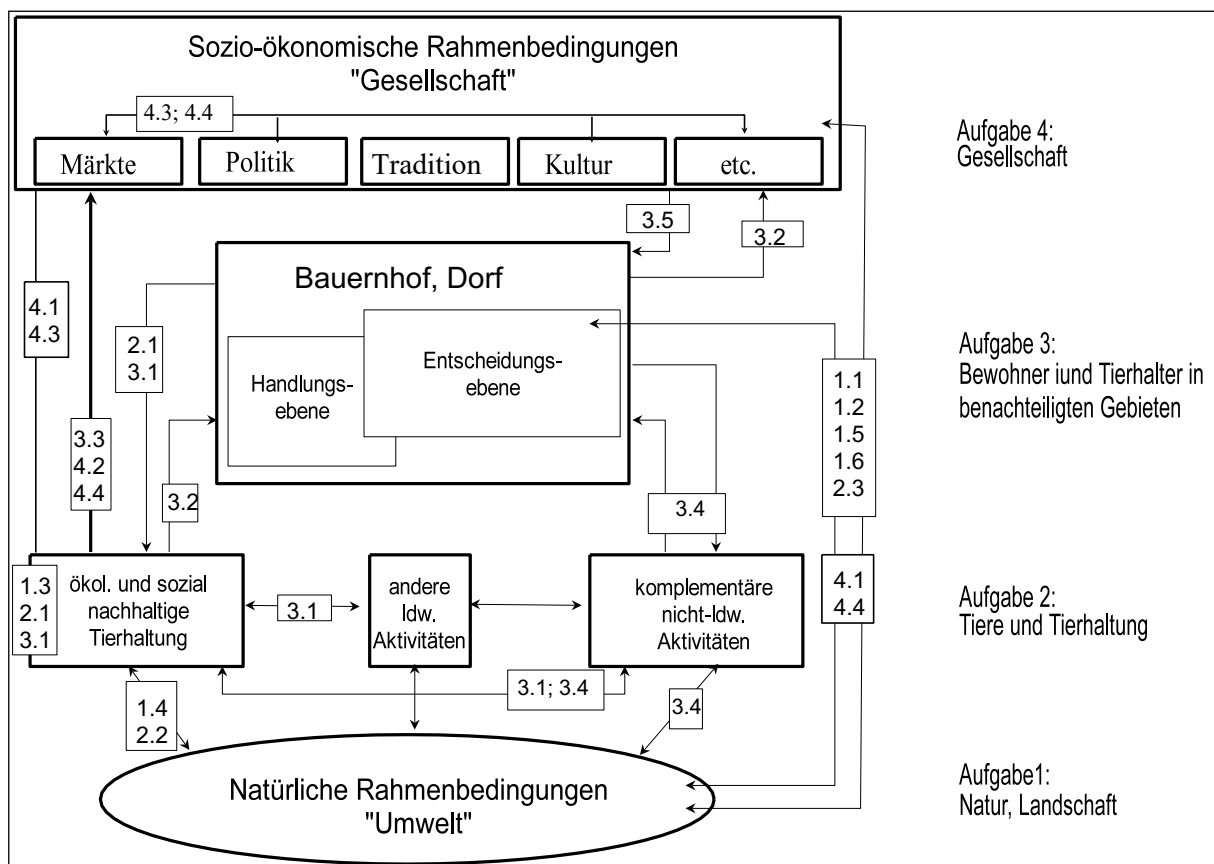 Sozio-ökonomische Rahmenbedingungen
"Gesellschaft"
4.3; 4.4
Märkte
Politik
Tradition
Kultur
etc.
Aufgabe 4:
Gesellschaft
3.5
3.2
Bauernhof, Dorf
4.1
4.3
2.1
3.1
Handlungs-
ebene
Entscheidungs-
ebene
Aufgabe 3:
Bewohner iund Tierhalter in
benachteiligten Gebieten
1.1
1.2
1.5
1.6
2.3
3.3
4.2
4.4
3.2
3.4
1.3
2.1
3.1
ökol. und sozial
nachhaltige
Tierhaltung
3.1
andere
ldw.
Aktivitäten
komplementäre
nicht-ldw.
Aktivitäten
4.1
4.4
Aufgabe 2:
Tiere und Tierhaltung
3.1; 3.4
1.4
2.2
3.4
Natürliche Rahmenbedingungen
"Umwelt"
Aufgabe1:
Natur, Landschaft